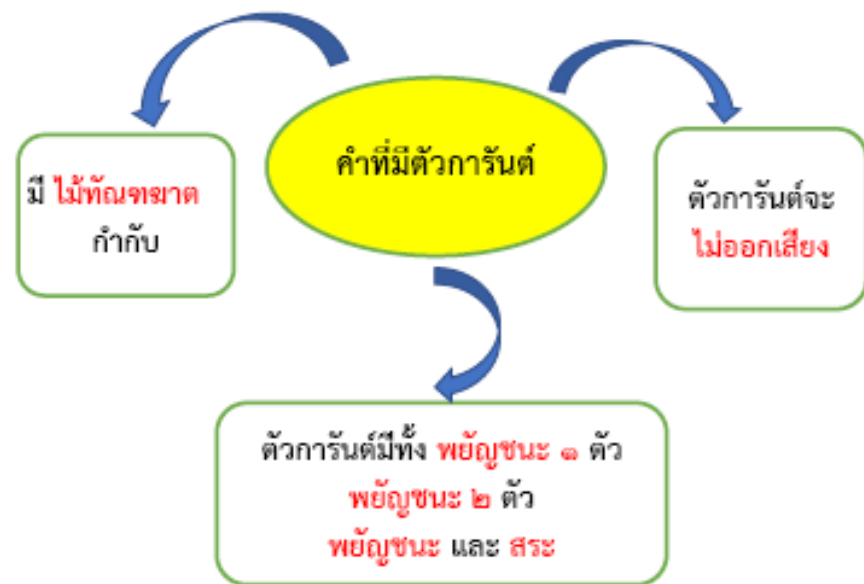 คำที่มีตัวการันต์
มี ไม้ทัณฑฆาต
กำกับ
ตัวการันต์จะ
ไม่ออกเสียง
ตัวการันต์มีทั้ง พยัญชนะ ๑ ตัว
พยัญชนะ ๒ ตัว
พยัญชนะ และ สระ